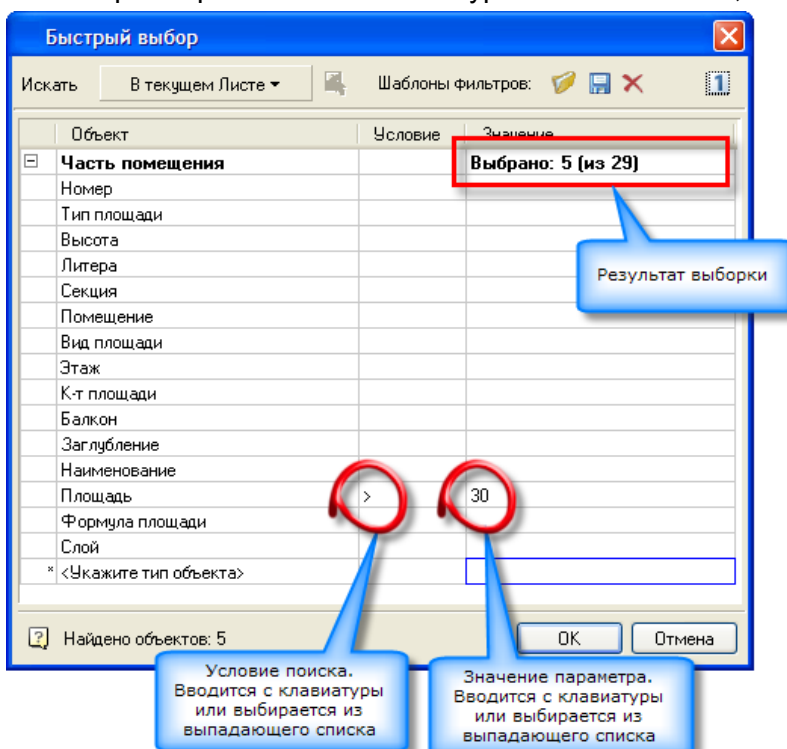 Быстрый выбор
Искать В текущем Листе Шаблоны фильтров: 1
Объект Условие Значение
Часть помещения Выбрано: 5 (из 29)
Номер
Тип площади
Высота
Литера
Секция
Помещение
Вид площади
Этаж
К-т площади
Балкон
Заглубление
Наименование
Площадь > 30
Формула площади
Слой
* <Укажите тип объекта>
Результат выборки
Найдено объектов: 5 OK Отмена
Условие поиска.
Вводится с клавиатуры
или выбирается из
выпадающего списка
Значение параметра.
Вводится с клавиатуры
или выбирается из
выпадающего списка